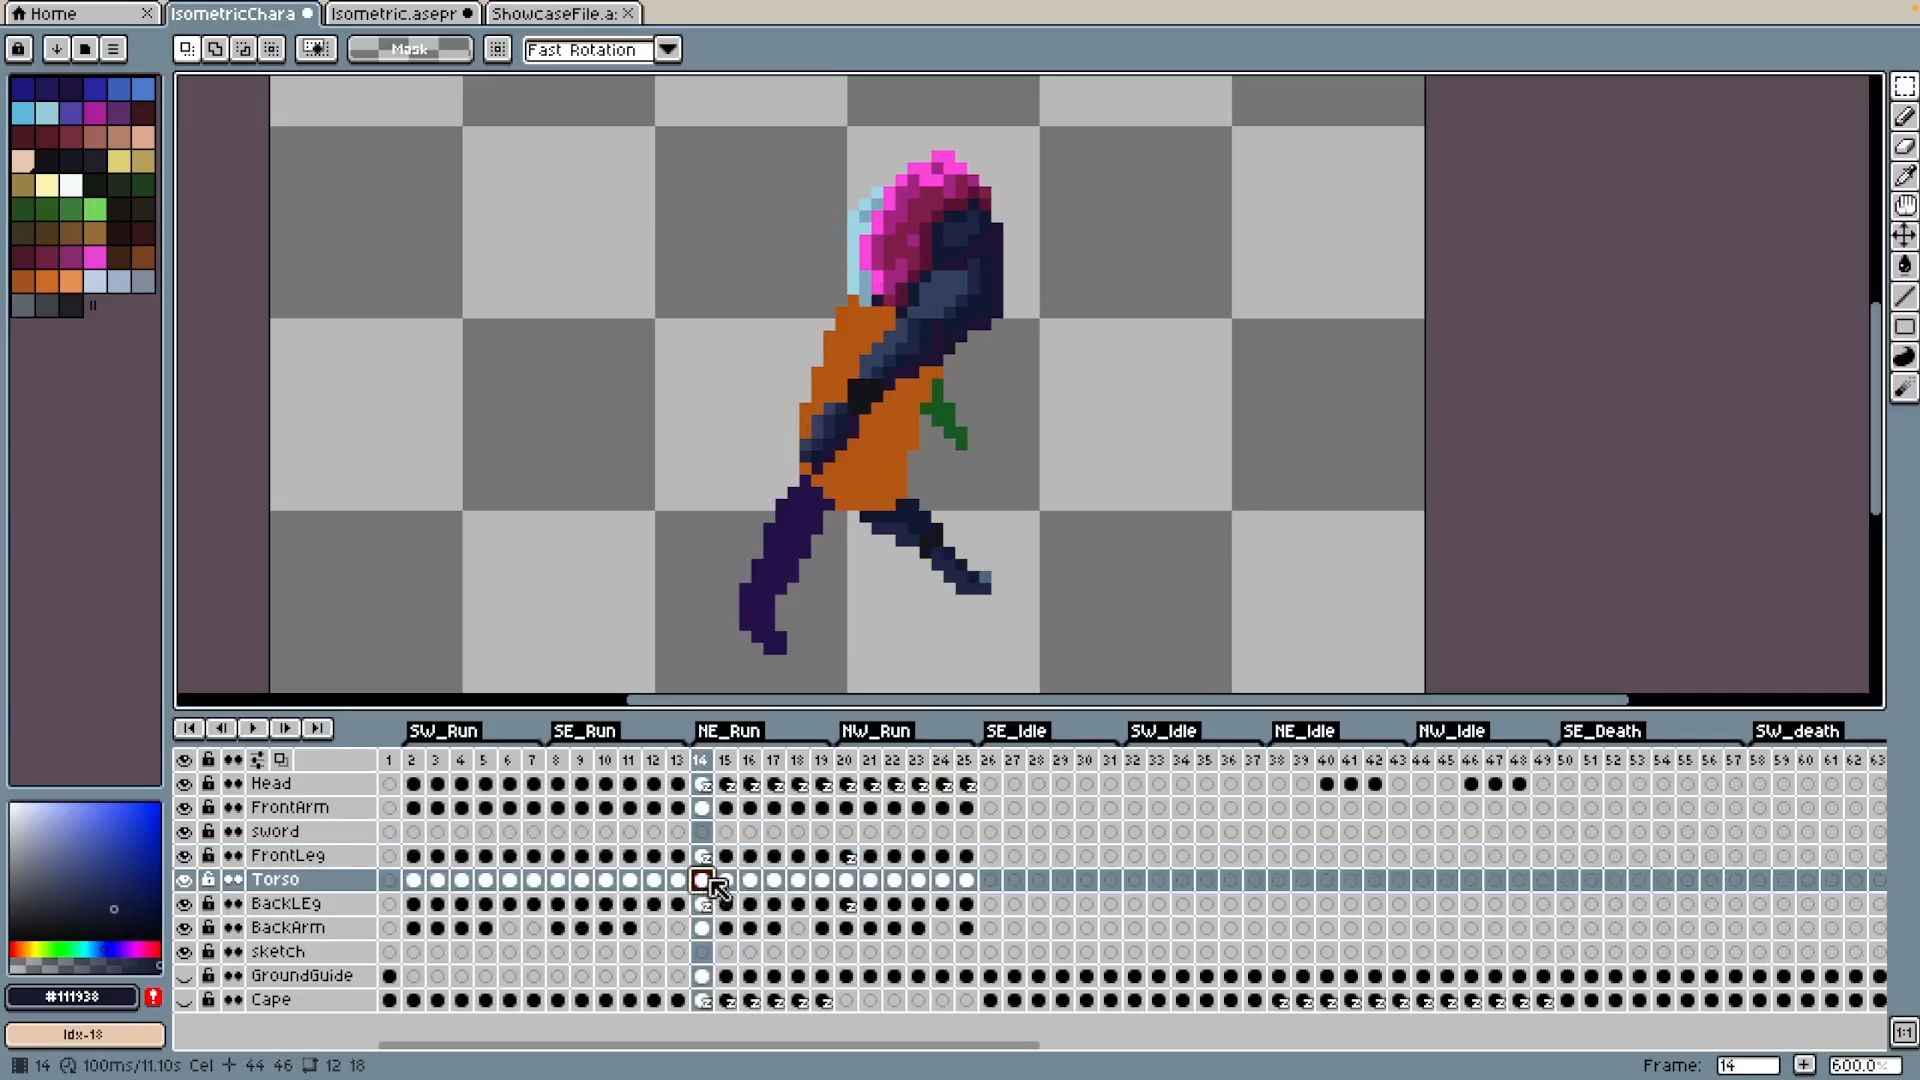 Home
IsometricChara
Isometric.asepr
ShowcaseFile.a:
Mask
Fast Rotation
SW_Run SE_Run NE_Run NW_Run SE_Idle SW_Idle NE_Idle NW_Idle SE_Death SW_death
1 2 3 4 5 6 7 8 9 10 11 12 13 14 15 16 17 18 19 20 21 22 23 24 25 26 27 28 29 30 31 32 33 34 35 36 37 38 39 40 41 42 43 44 45 46 47 48 49 50 51 52 53 54 55 56 57 58 59 60 61 62 63
Head
FrontArm
sword
FrontLeg
Torso
BackLEg
BackArm
sketch
GroundGuide
Cape
#111938
Idx-18
1:1
14 100ms/11.10s Cel 44 46 12 18
Frame: 14
600.0